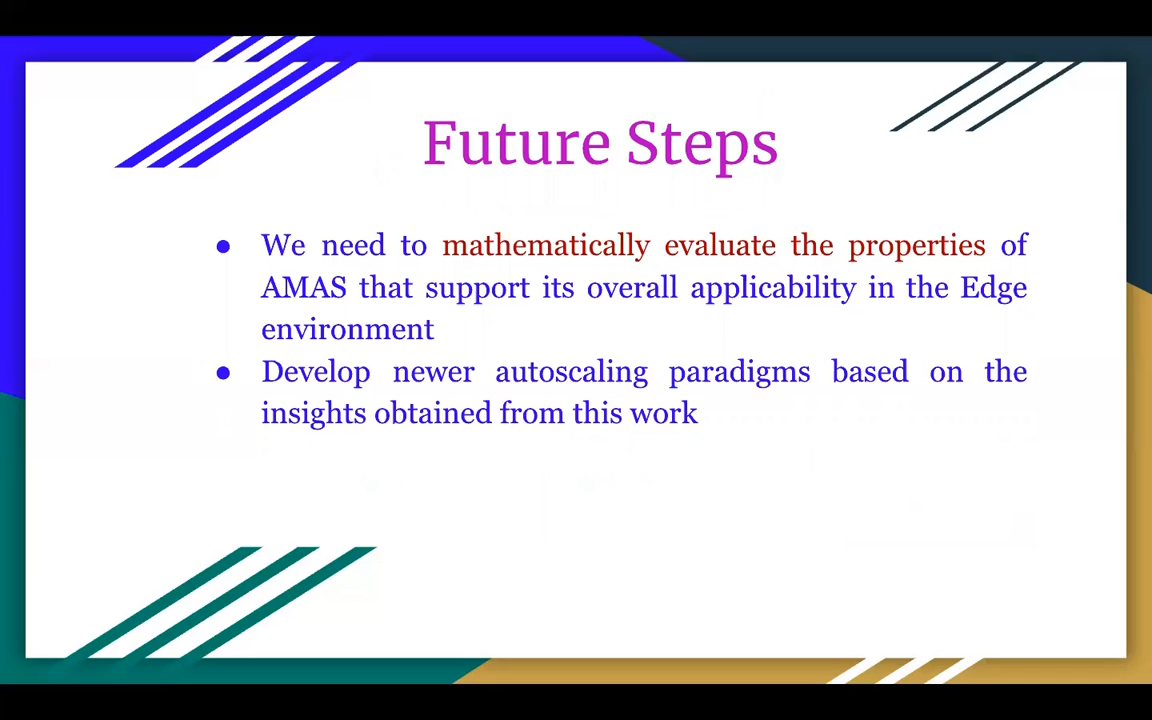 Future Steps
● We need to mathematically evaluate the properties of
AMAS that support its overall applicability in the Edge
environment
● Develop newer autoscaling paradigms based on the
insights obtained from this work